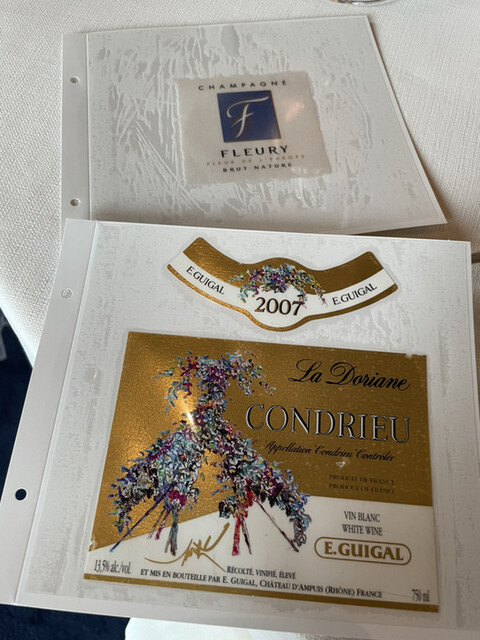 CHAMPAGNE
F
FLEURY
FLEUR DE L'EUROPE
BRUT NATURE
E. GUIGAL 2007 E. GUIGAL
La Doriane
CONDRIEU
Appellation Condrieu Contrôlée
PRODUIT DE FRANCE
PRODUCT OF FRANCE
VIN BLANC
WHITE WINE
E.GUIGAL
13,5% alc./vol. RÉCOLTÉ, VINIFIÉ, ÉLEVÉ
ET MIS EN BOUTEILLE PAR E. GUIGAL, CHÂTEAU D'AMPUIS (RHÔNE) FRANCE 750 ml